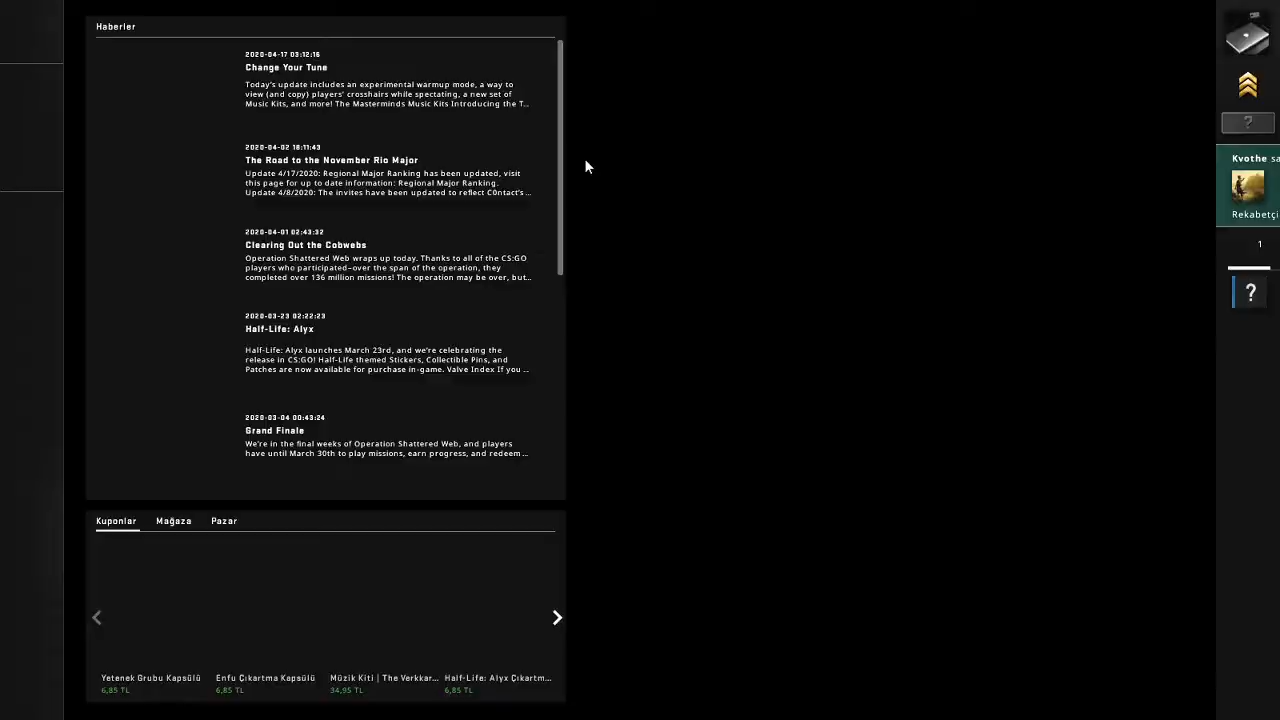 Haberler
2020-04-17 03:12:16
Change Your Tune
Today's update includes an experimental warmup mode, a way to
view (and copy) players' crosshairs while spectating, a new set of
Music Kits, and more! The Masterminds Music Kits Introducing the T...
2020-04-02 18:11:43
The Road to the November Rio Major
Update 4/17/2020: Regional Major Ranking has been updated, visit
this page for up to date information: Regional Major Ranking.
Update 4/8/2020: The invites have been updated to reflect C0ntact's ...
2020-04-01 02:43:32
Clearing Out the Cobwebs
Operation Shattered Web wraps up today. Thanks to all of the CS:GO
players who participated–over the span of the operation, they
completed over 136 million missions! The operation may be over, but...
2020-03-23 02:22:23
Half-Life: Alyx
Half-Life: Alyx launches March 23rd, and we're celebrating the
release in CS:GO! Half-Life themed Stickers, Collectible Pins, and
Patches are now available for purchase in-game. Valve Index If you ...
2020-03-04 00:43:24
Grand Finale
We're in the final weeks of Operation Shattered Web, and players
have until March 30th to play missions, earn progress, and redeem ...
Kuponlar Mağaza Pazar
Yetenek Grubu Kapsülü Enfu Çıkartma Kapsülü Müzik Kiti | The Verkkar... Half-Life: Alyx Çıkartm...
6,85 TL 6,85 TL 34,95 TL 6,85 TL
?
Kvothe sa
Rekabetçi
1
?